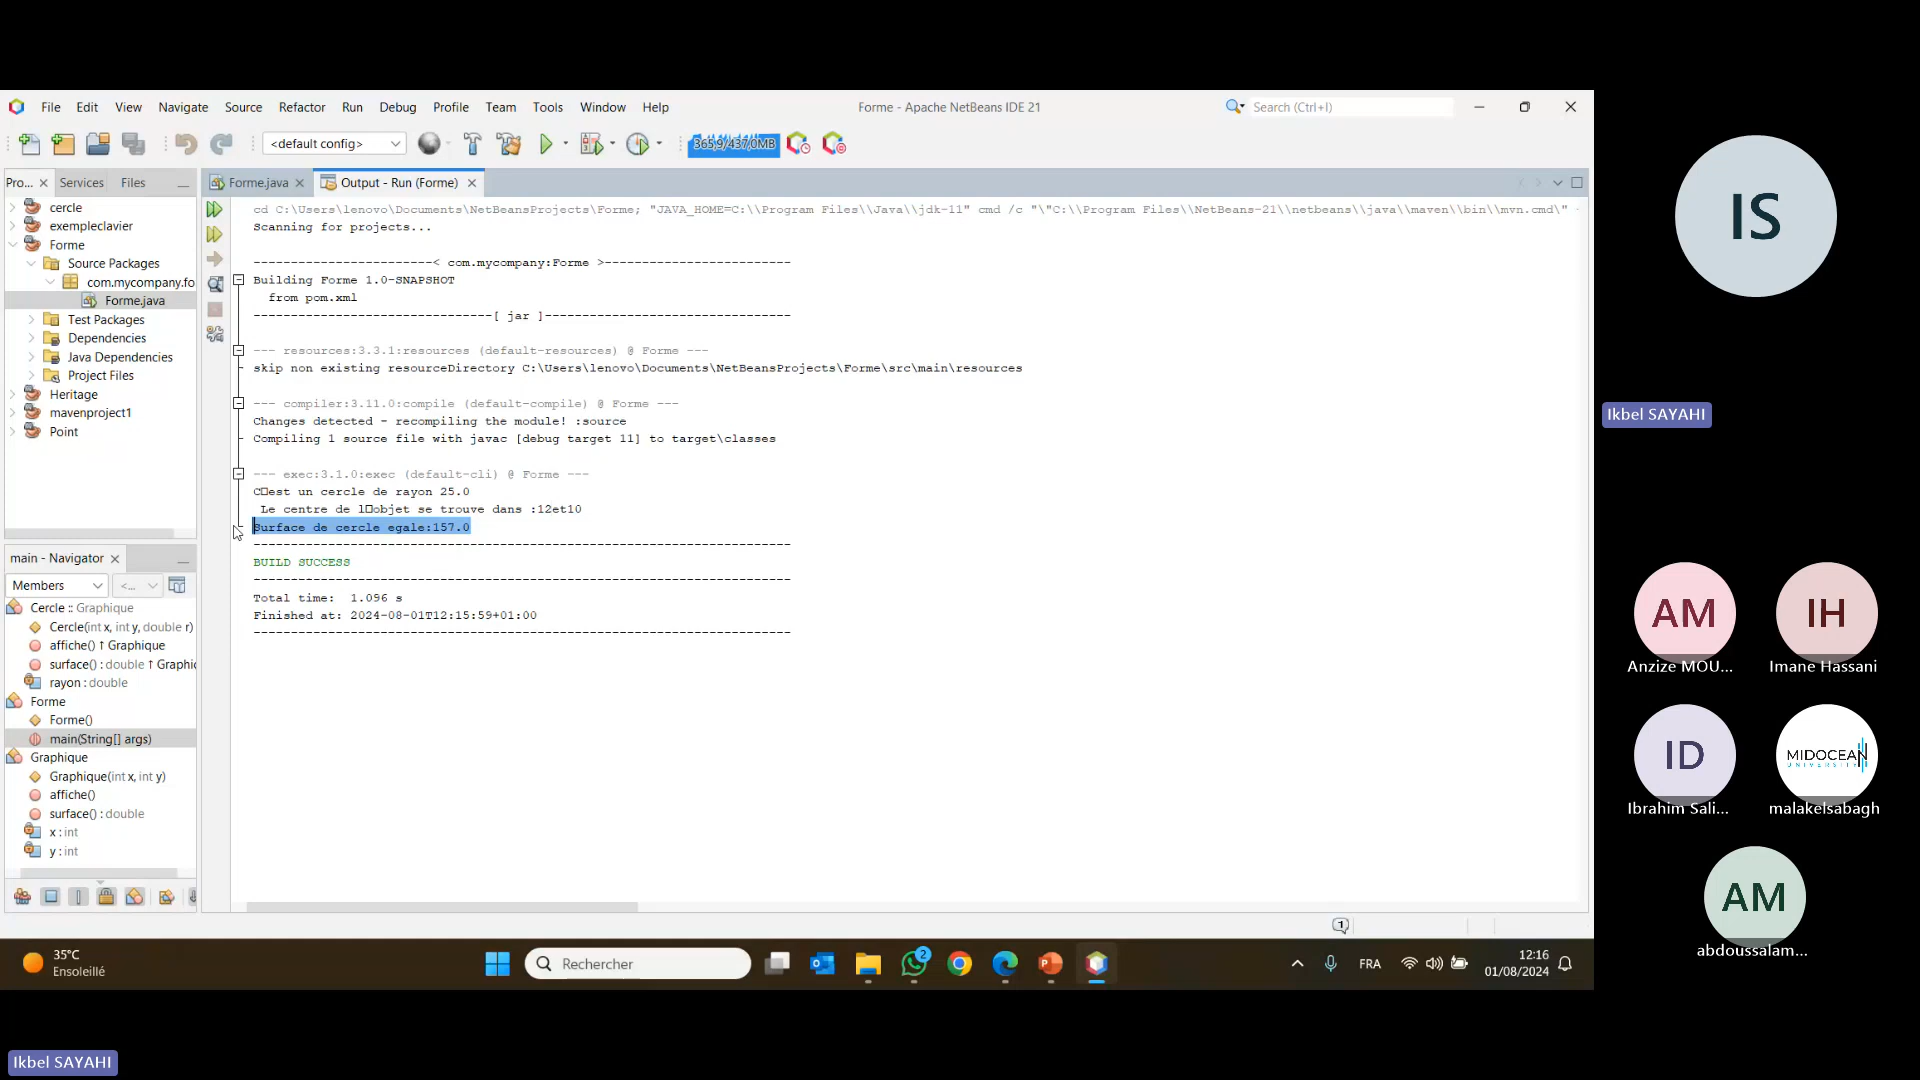 File Edit View Navigate Source Refactor Run Debug Profile Team Tools Window Help
Forme - Apache NetBeans IDE 21
Search (Ctrl+I)
<default config>
365,9/437,0MB
Pro... Services Files
Forme.java
Output - Run (Forme)
cercle
exempleclavier
Forme
Source Packages
com.mycompany.fo
Forme.java
Test Packages
Dependencies
Java Dependencies
Project Files
Heritage
mavenproject1
Point
cd C:\Users\lenovo\Documents\NetBeansProjects\Forme; "JAVA_HOME=C:\\Program Files\\Java\\jdk-11" cmd /c "\"C:\\Program Files\\NetBeans-21\\netbeans\\java\\maven\\bin\\mvn.cmd\" -
Scanning for projects...
------------------------< com.mycompany:Forme >-------------------------
Building Forme 1.0-SNAPSHOT
from pom.xml
--------------------------------[ jar ]---------------------------------
--- resources:3.3.1:resources (default-resources) @ Forme ---
skip non existing resourceDirectory C:\Users\lenovo\Documents\NetBeansProjects\Forme\src\main\resources
--- compiler:3.11.0:compile (default-compile) @ Forme ---
Changes detected - recompiling the module! :source
Compiling 1 source file with javac [debug target 11] to target\classes
--- exec:3.1.0:exec (default-cli) @ Forme ---
C□est un cercle de rayon 25.0
Le centre de l□objet se trouve dans :12et10
Surface de cercle egale:157.0
------------------------------------------------------------------------
BUILD SUCCESS
------------------------------------------------------------------------
Total time:  1.096 s
Finished at: 2024-08-01T12:15:59+01:00
------------------------------------------------------------------------
main - Navigator
Members
<...
Cercle :: Graphique
Cercle(int x, int y, double r)
affiche() ↑ Graphique
surface() : double ↑ Graphi
rayon : double
Forme
Forme()
main(String[] args)
Graphique
Graphique(int x, int y)
affiche()
surface() : double
x : int
y : int
1
35°C
Ensoleillé
Rechercher
2
FRA
12:16
01/08/2024
IS
Ikbel SAYAHI
AM
Anzize MOU...
IH
Imane Hassani
ID
Ibrahim Sali...
MIDOCEAN
UNIVERSITY
malakelsabagh
AM
abdoussalam...
Ikbel SAYAHI